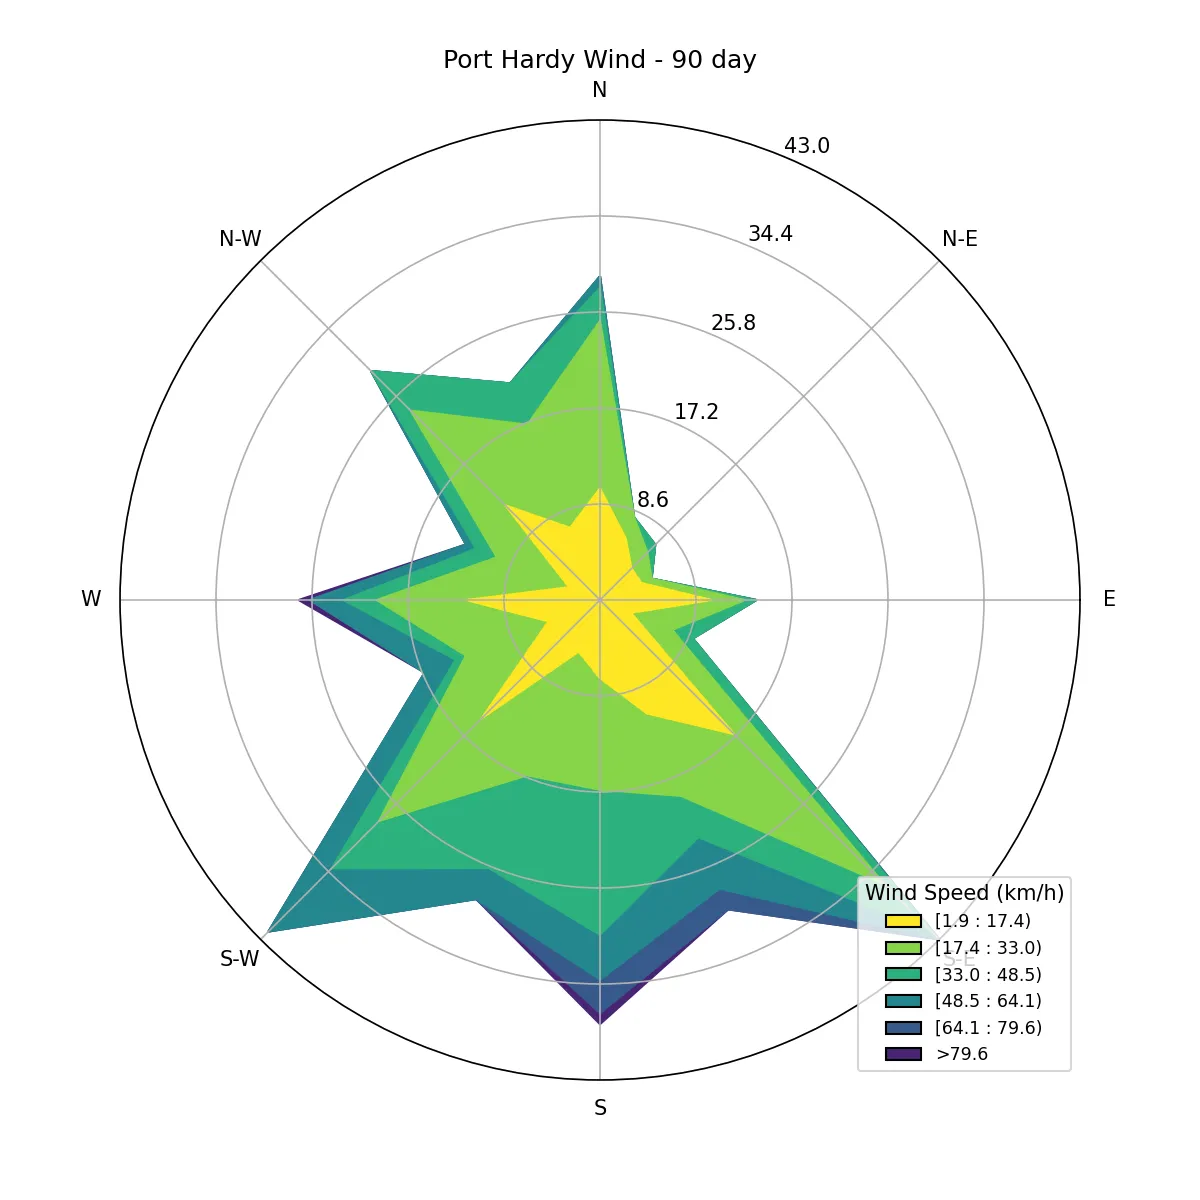 Port Hardy Wind - 90 day
N
43.0
N-W
34.4
N-E
25.8
17.2
8.6
W
E
S-W
S-E
S
Wind Speed (km/h)
[1.9 : 17.4)
[17.4 : 33.0)
[33.0 : 48.5)
[48.5 : 64.1)
[64.1 : 79.6)
>79.6